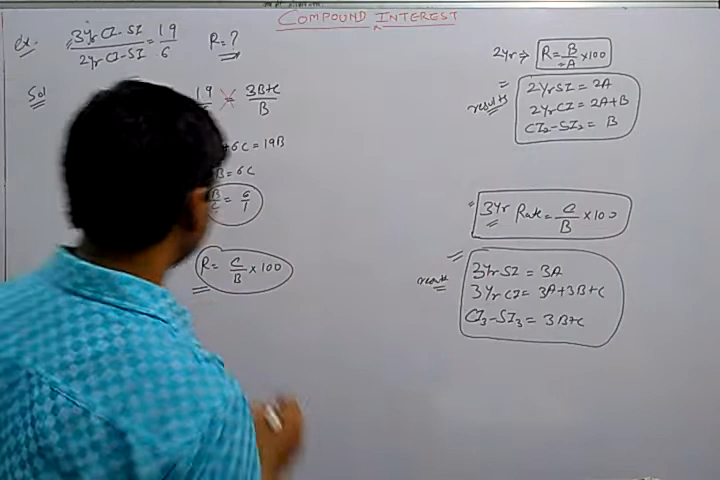 COMPOUND INTEREST
ex. 3yr CI-SI / 2yr CI-SI = 19/6 R=?
Sol
19 = 3B+C / B
+6C = 19B
B = 6C
B/C = 6/1
R = C/B × 100
2yr ⇒ R = B/A × 100
results
2yr SI = 2A
2yr CI = 2A+B
CI₂-SI₂ = B
3yr Rate = C/B × 100
result
3yr SI = 3A
3yr CI = 3A+3B+C
CI₃-SI₃ = 3B+C